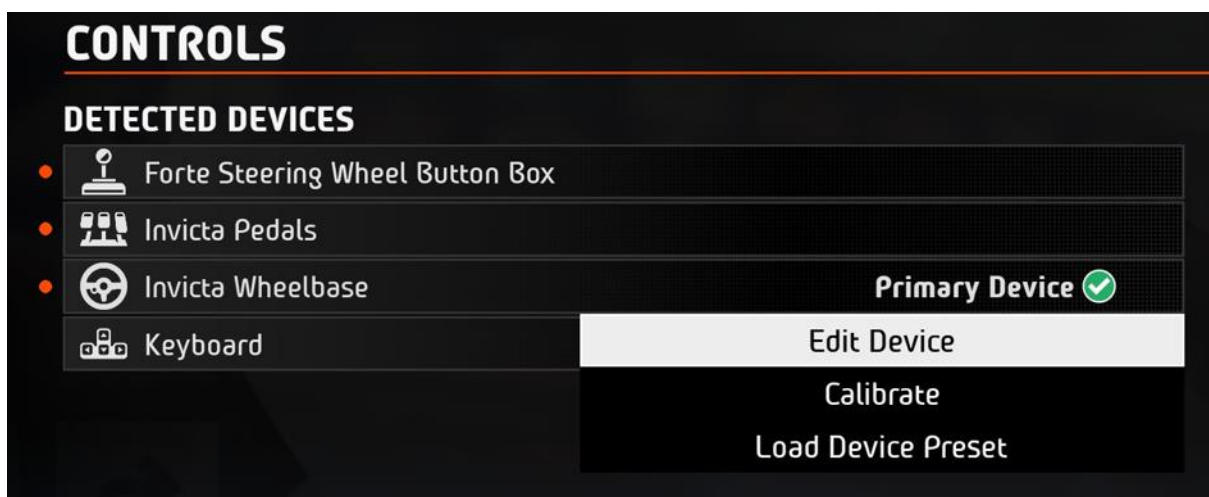 CONTROLS
DETECTED DEVICES
Forte Steering Wheel Button Box
Invicta Pedals
Invicta Wheelbase Primary Device
Keyboard Edit Device
Calibrate
Load Device Preset